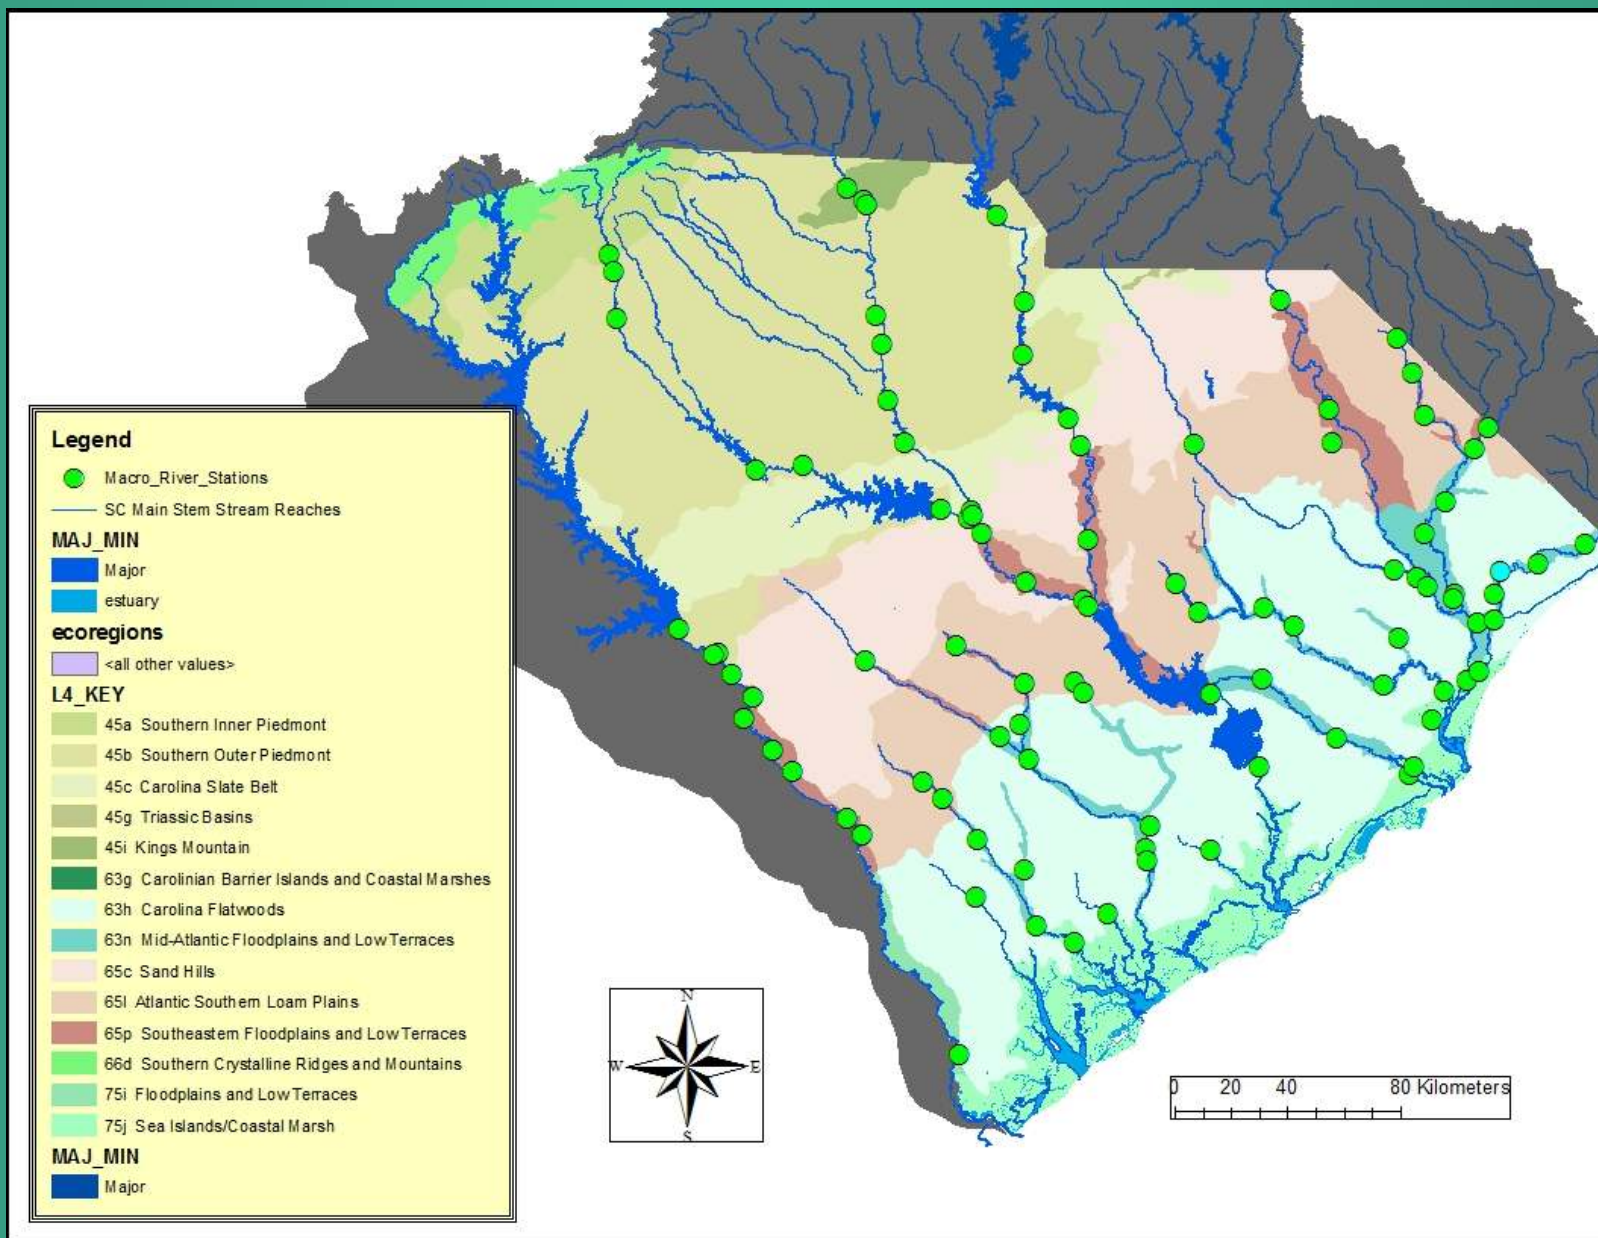 Legend
Macro_River_Stations
SC Main Stem Stream Reaches
MAJ_MIN
Major
estuary
ecoregions
<all other values>
L4_KEY
45a Southern Inner Piedmont
45b Southern Outer Piedmont
45c Carolina Slate Belt
45g Triassic Basins
45i Kings Mountain
63g Carolinian Barrier Islands and Coastal Marshes
63h Carolina Flatwoods
63n Mid-Atlantic Floodplains and Low Terraces
65c Sand Hills
65l Atlantic Southern Loam Plains
65p Southeastern Floodplains and Low Terraces
66d Southern Crystalline Ridges and Mountains
75i Floodplains and Low Terraces
75j Sea Islands/Coastal Marsh
MAJ_MIN
Major
N
W E
S
0 20 40 80 Kilometers